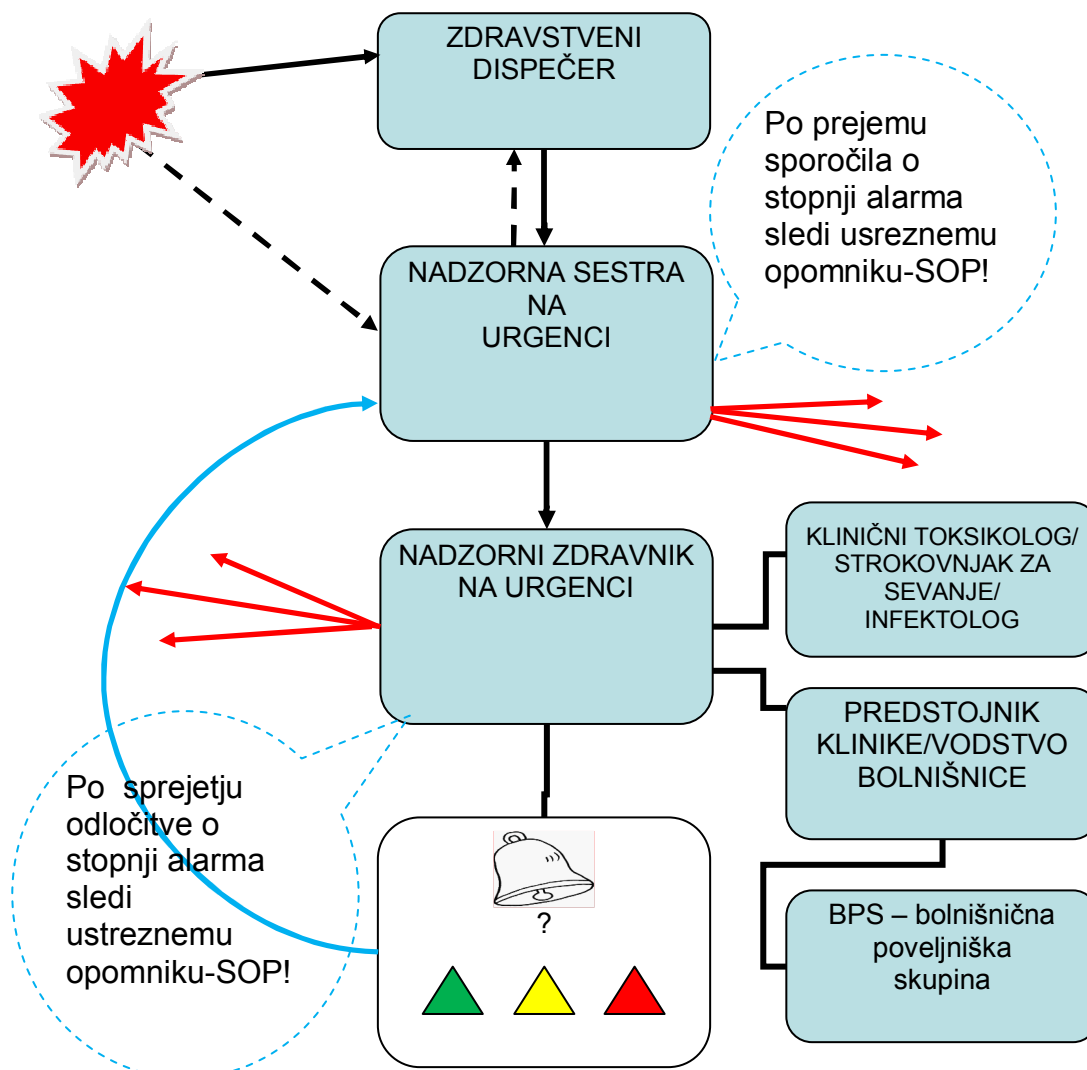 ZDRAVSTVENI
DISPEČER
Po prejemu
sporočila o
stopnji alarma
sledi usreznemu
opomniku-SOP!
NADZORNA SESTRA
NA
URGENCI
NADZORNI ZDRAVNIK
NA URGENCI
KLINIČNI TOKSIKOLOG/
STROKOVNJAK ZA
SEVANJE/
INFEKTOLOG
PREDSTOJNIK
KLINIKE/VODSTVO
BOLNIŠNICE
Po sprejetju
odločitve o
stopnji alarma
sledi
ustreznemu
opomniku-SOP!
?
BPS – bolnišnična
poveljniška
skupina